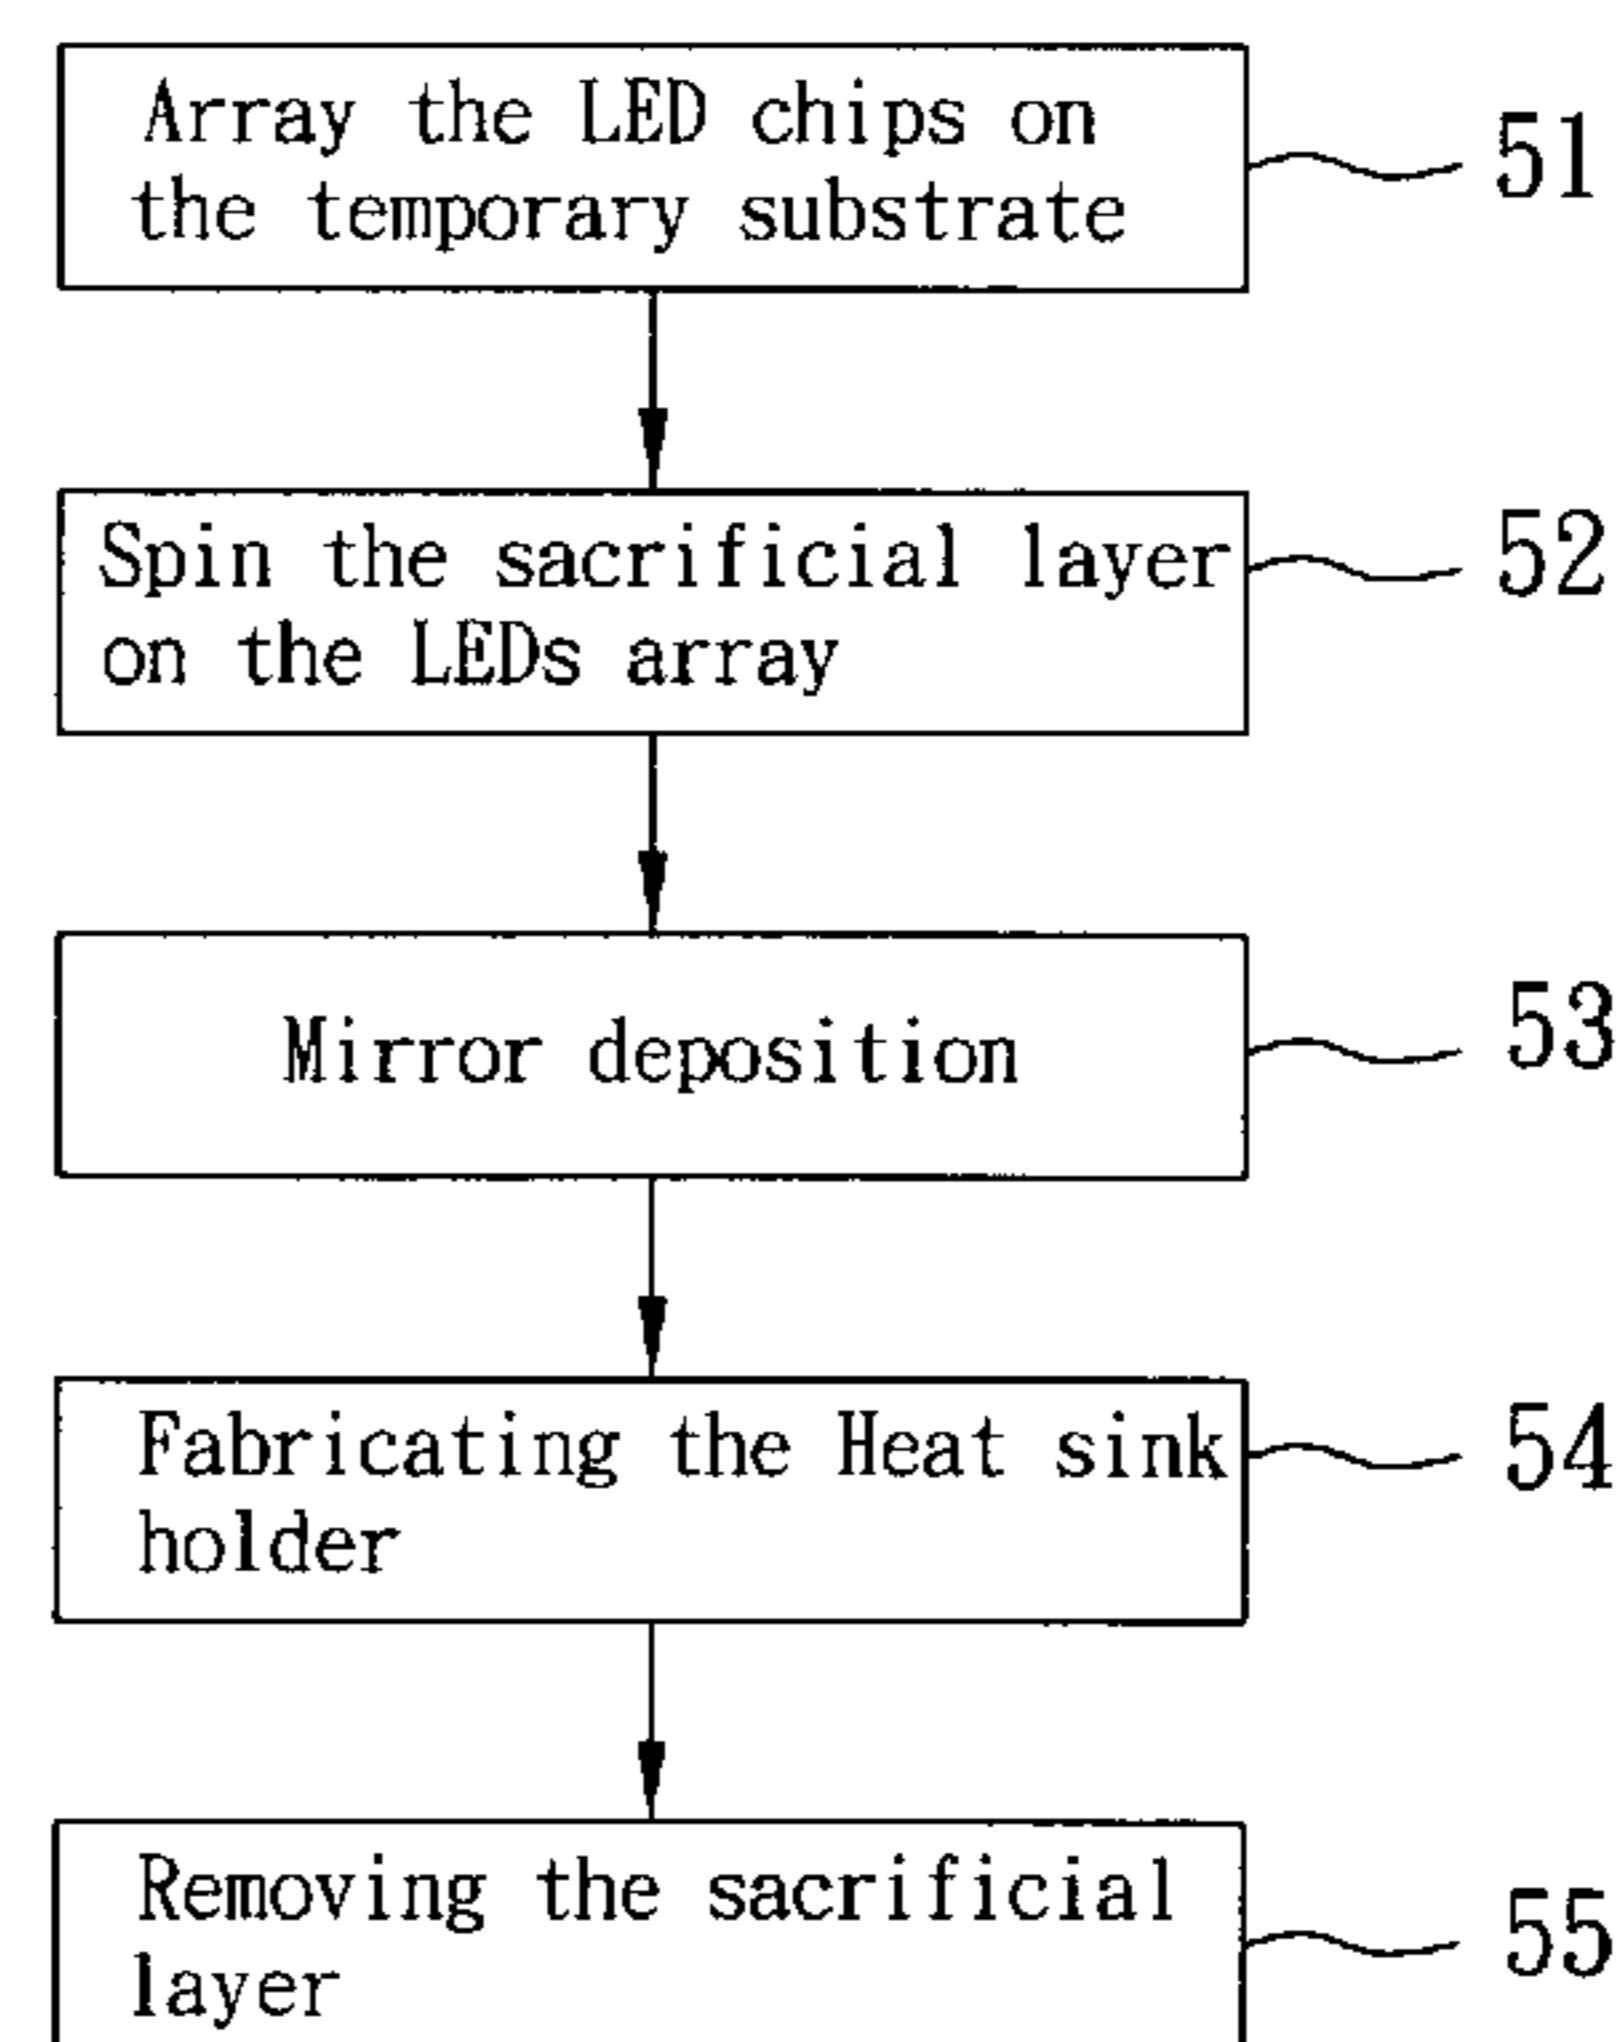 Array the LED chips on
the temporary substrate
51
Spin the sacrificial layer
on the LEDs array
52
Mirror deposition
53
Fabricating the Heat sink
holder
54
Removing the sacrificial
layer
55